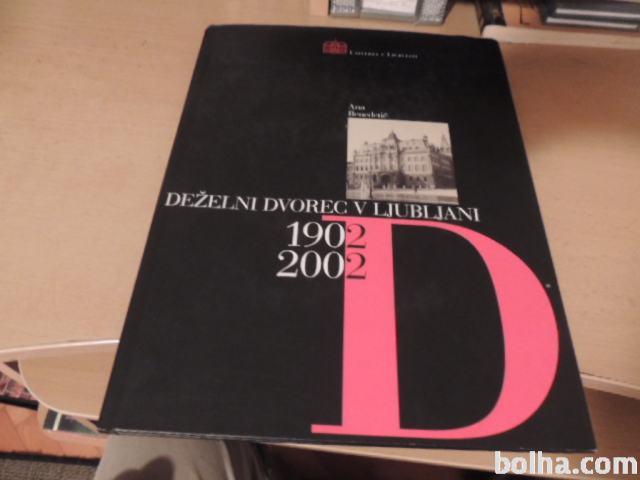 Univerza v Ljubljani
Ana
Benedetič
DEŽELNI DVOREC V LJUBLJANI
1902
2002
D
bolha.com